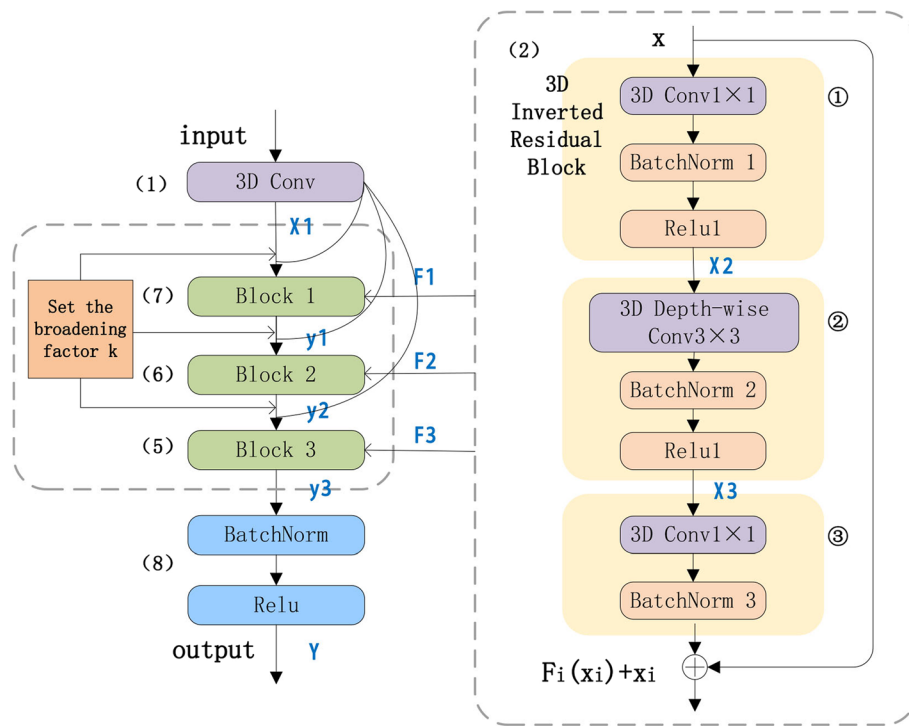 input
(1)
3D Conv
X1
(7)
Block 1
F1
Set the
broadening
factor k
y1
(6)
Block 2
F2
y2
(5)
Block 3
F3
y3
BatchNorm
(8)
Relu
output
Y
(2)
x
3D
Inverted
Residual
Block
①
3D Conv1×1
BatchNorm 1
Relu1
X2
②
3D Depth-wise
Conv3×3
BatchNorm 2
Relu1
X3
③
3D Conv1×1
BatchNorm 3
Fi(xi)+xi